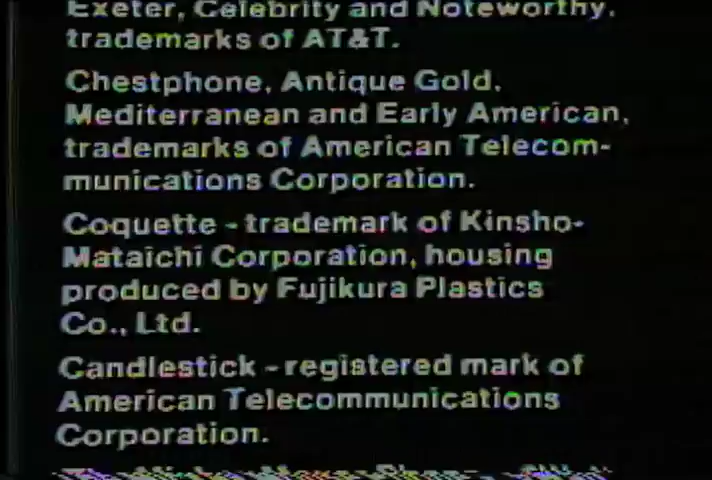 Exeter, Celebrity and Noteworthy,
trademarks of AT&T.
Chestphone, Antique Gold,
Mediterranean and Early American,
trademarks of American Telecom-
munications Corporation.
Coquette - trademark of Kinsho-
Mataichi Corporation, housing
produced by Fujikura Plastics
Co., Ltd.
Candlestick - registered mark of
American Telecommunications
Corporation.